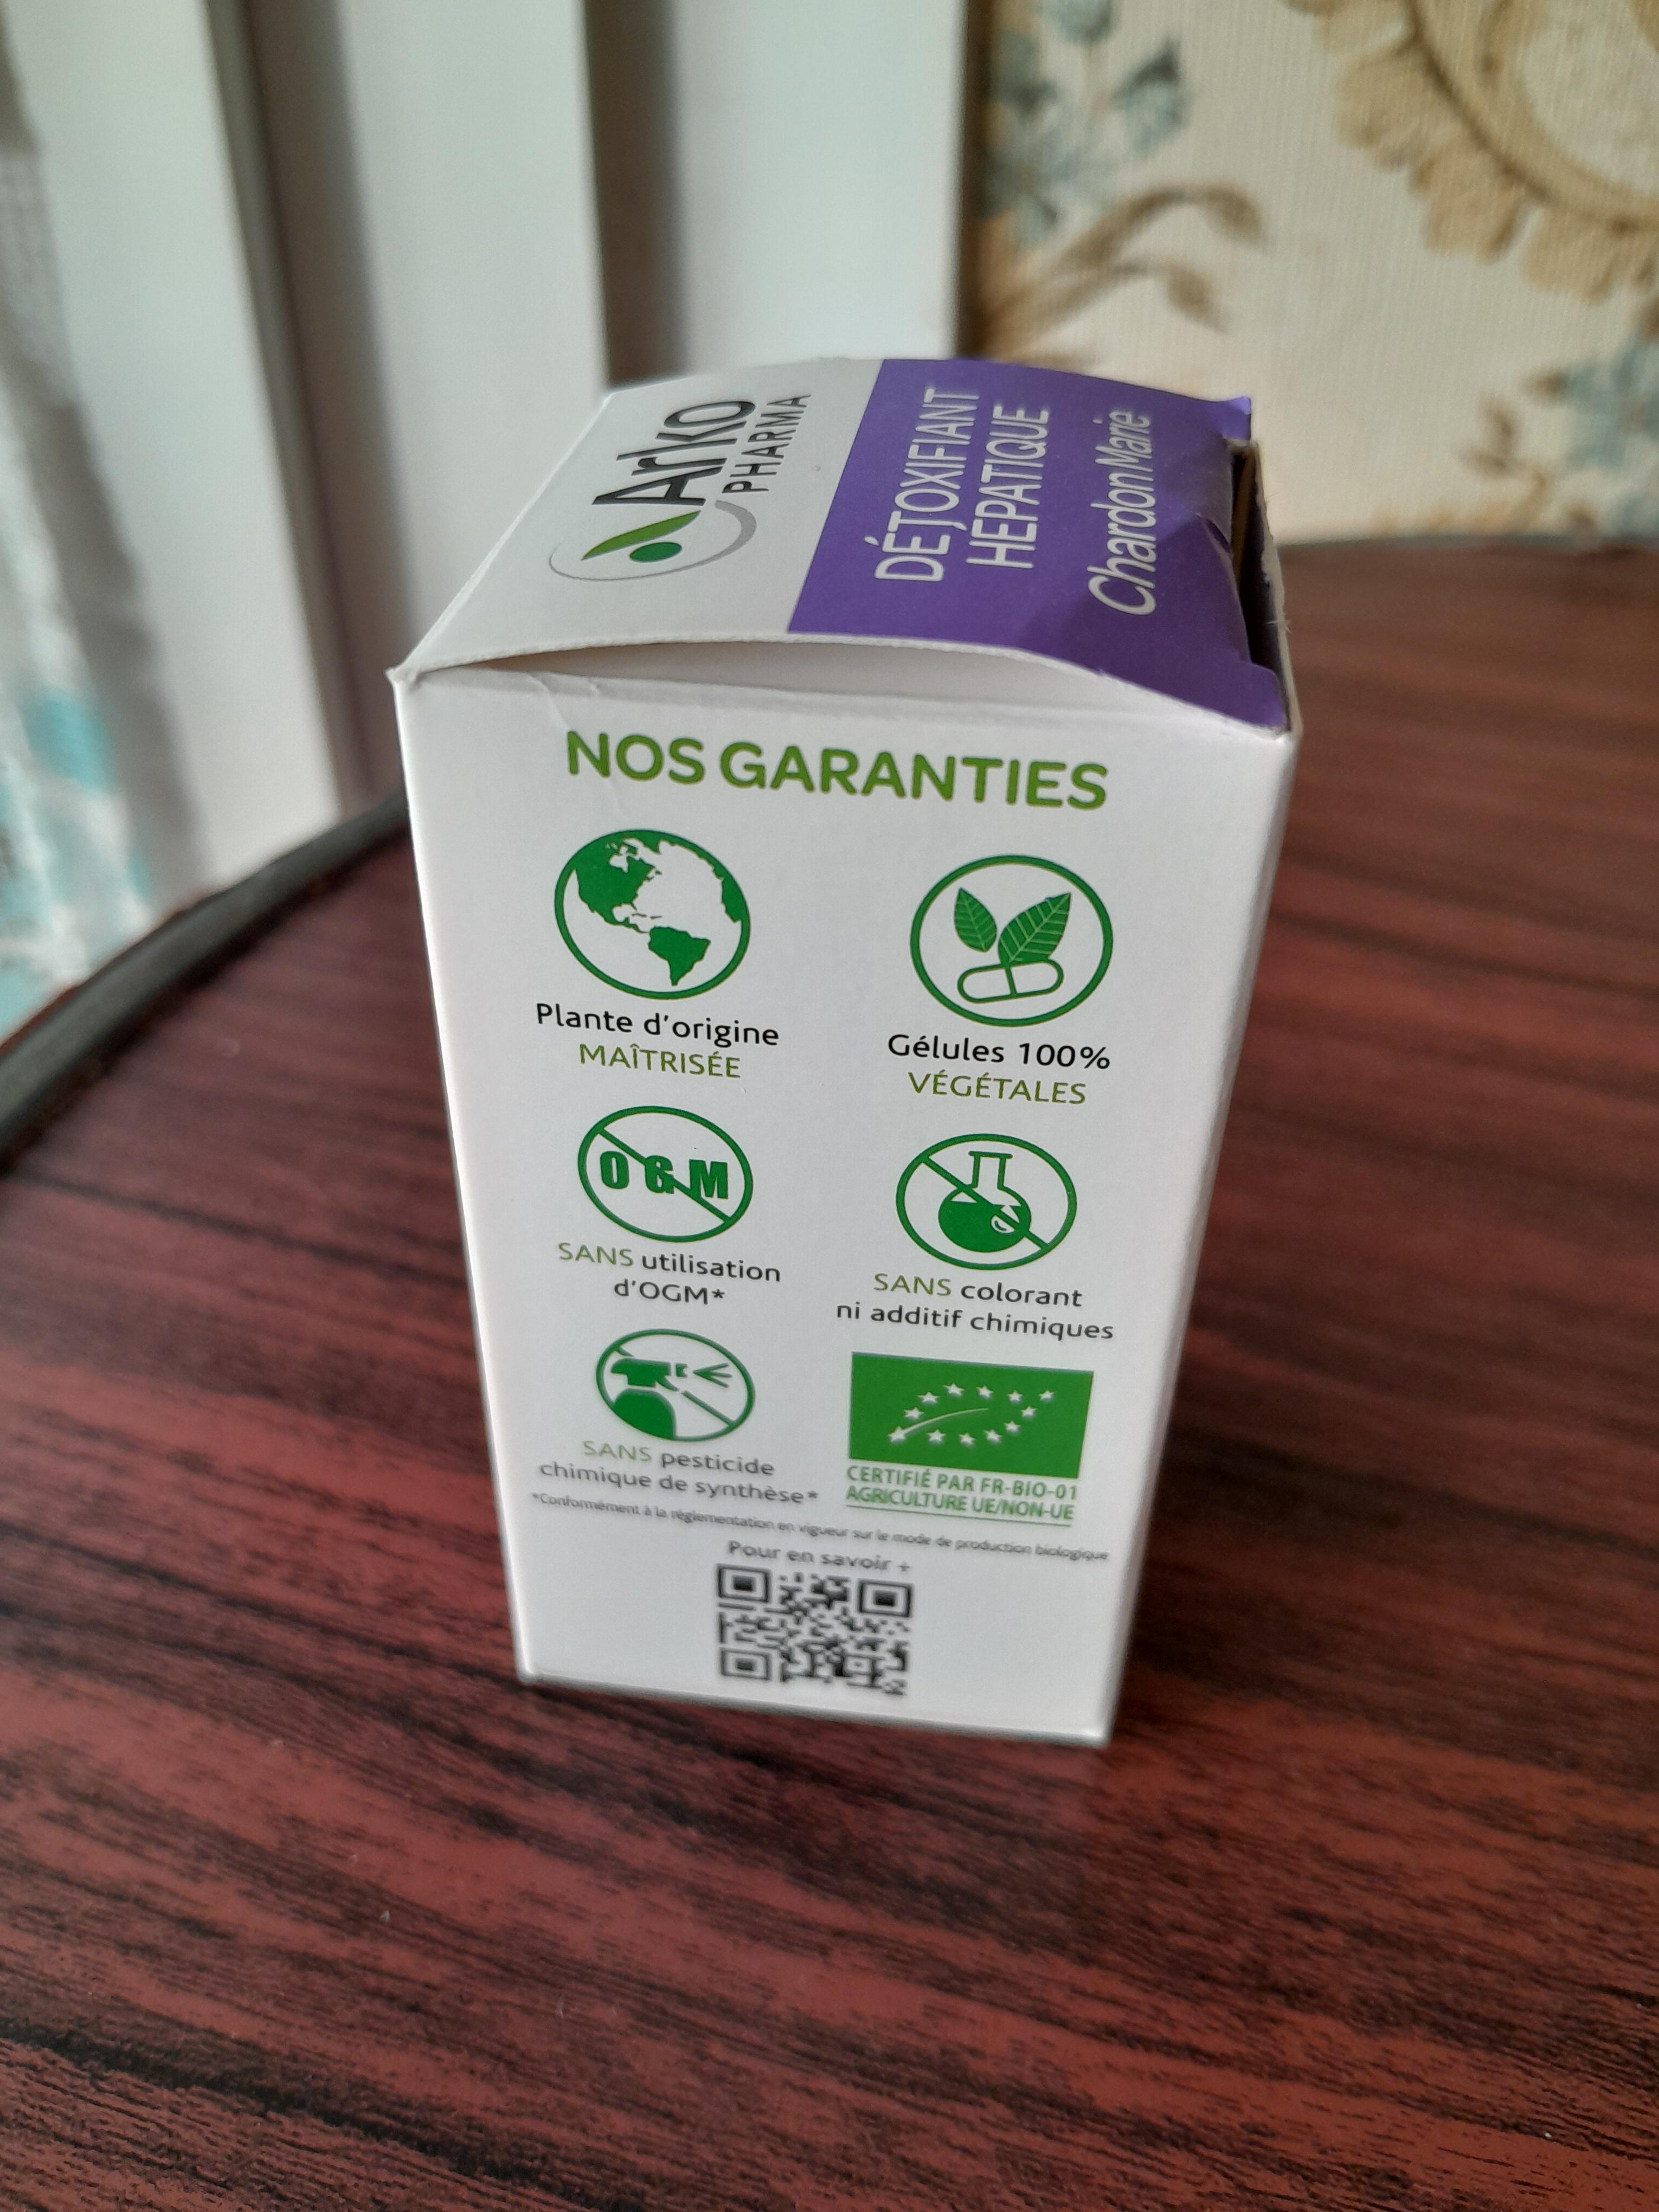 Arko
PHARMA
DÉTOXIFIANT
HÉPATIQUE
Chardon Marie
NOS GARANTIES
Plante d'origine
MAÎTRISÉE
Gélules 100%
VÉGÉTALES
OGM
SANS utilisation
d'OGM*
SANS colorant
ni additif chimiques
SANS pesticide
chimique de synthèse*
CERTIFIÉ PAR FR-BIO-01
AGRICULTURE UE/NON-UE
*Conformément à la réglementation en vigueur sur le mode de production biologique
Pour en savoir +